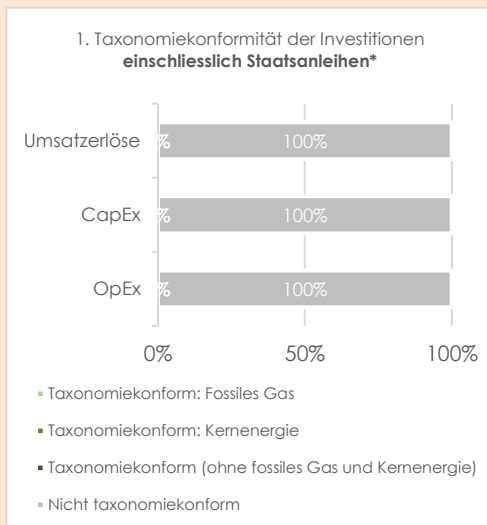 1. Taxonomiekonformität der Investitionen
einschliesslich Staatsanleihen*
Umsatzerlöse % 100%
CapEx % 100%
OpEx % 100%
0% 50% 100%
Taxonomiekonform: Fossiles Gas
Taxonomiekonform: Kernenergie
Taxonomiekonform (ohne fossiles Gas und Kernenergie)
Nicht taxonomiekonform